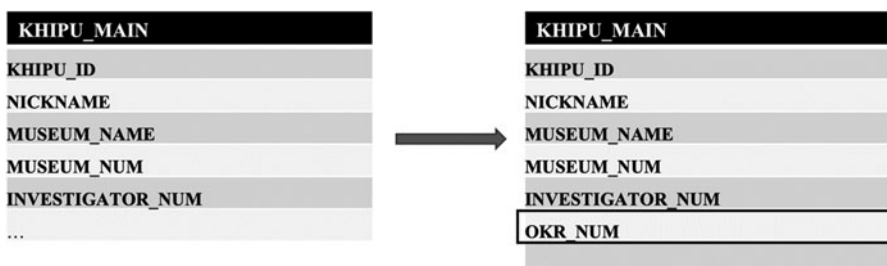 KHIPU_MAIN
KHIPU_ID
NICKNAME
MUSEUM_NAME
MUSEUM_NUM
INVESTIGATOR_NUM
...
KHIPU_MAIN
KHIPU_ID
NICKNAME
MUSEUM_NAME
MUSEUM_NUM
INVESTIGATOR_NUM
OKR_NUM